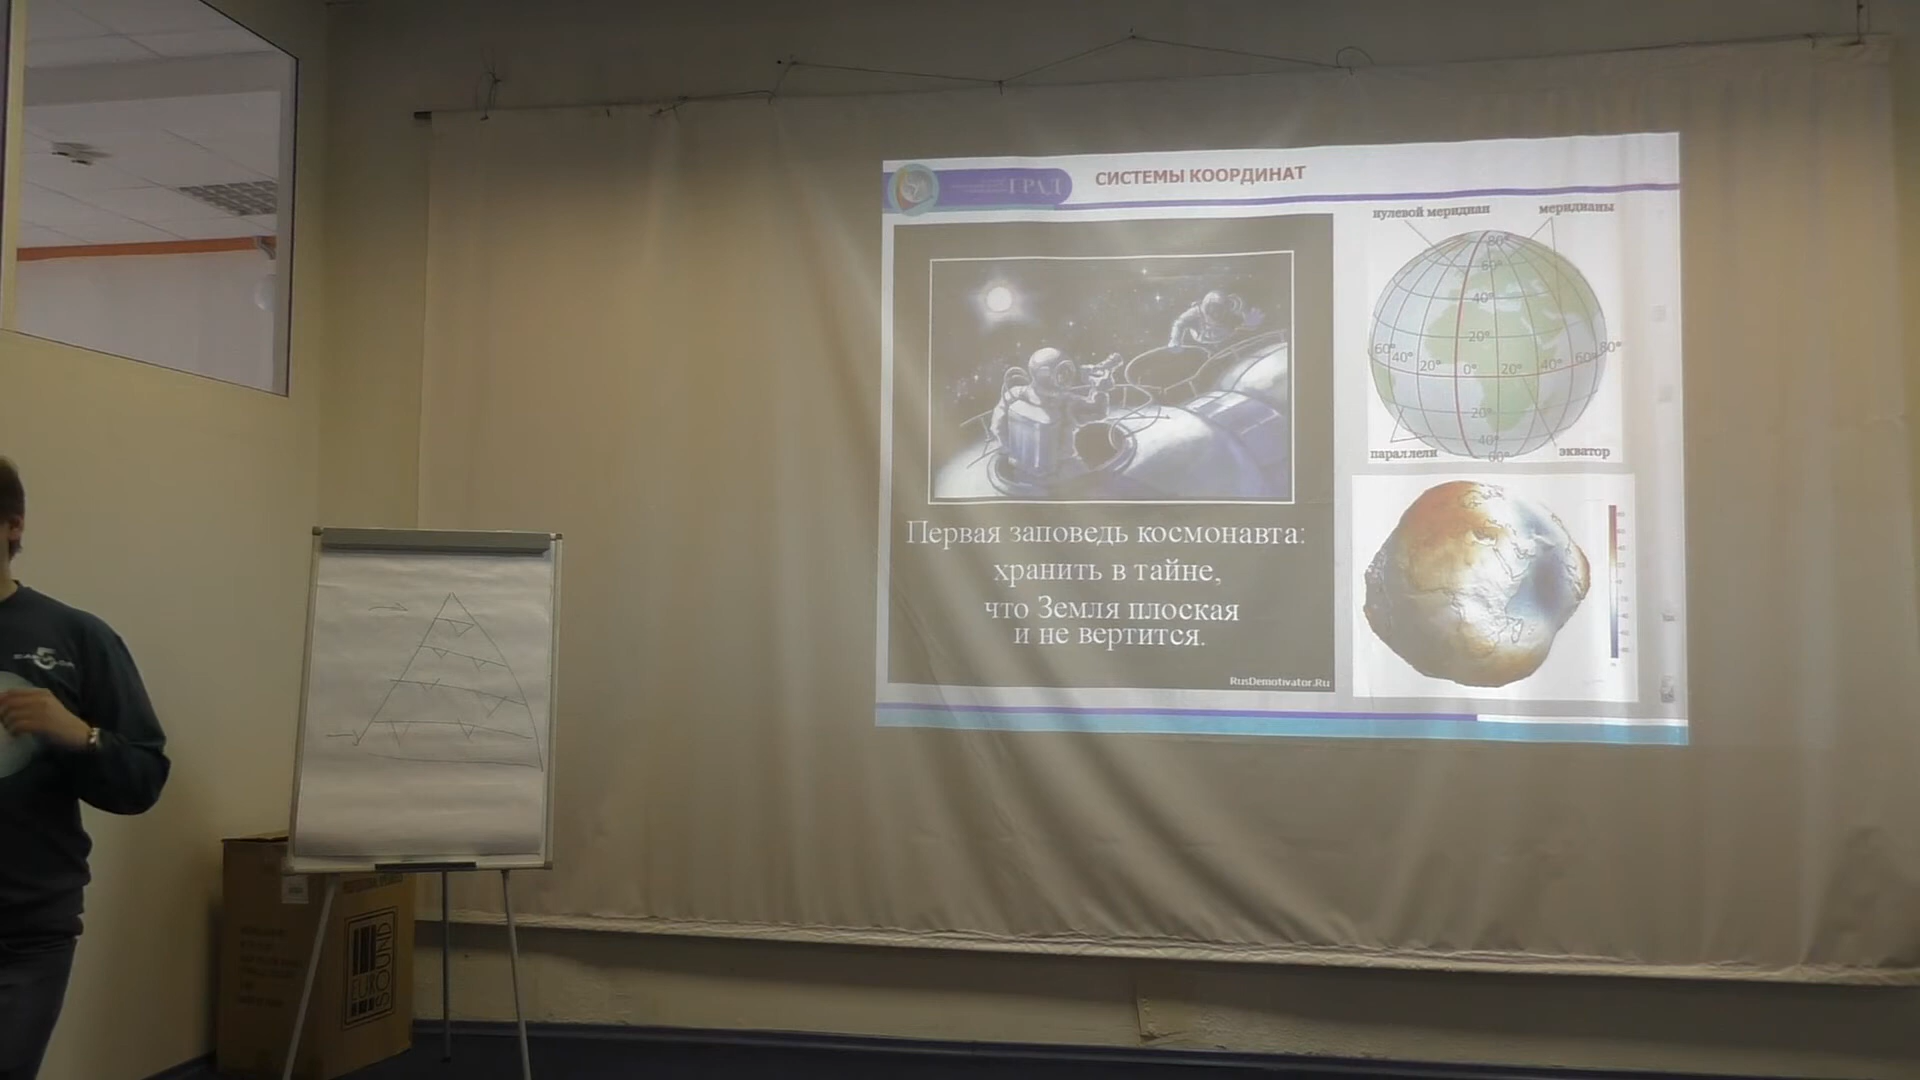 ГРАД
СИСТЕМЫ КООРДИНАТ
нулевой меридиан
меридианы
80°
60°
40°
20°
60° 40° 20° 0° 20° 40° 60° 80°
20°
40°
60°
параллели
экватор
Первая заповедь космонавта:
хранить в тайне,
что Земля плоская
и не вертится.
RusDemotivator.Ru
5
EUROSOUND